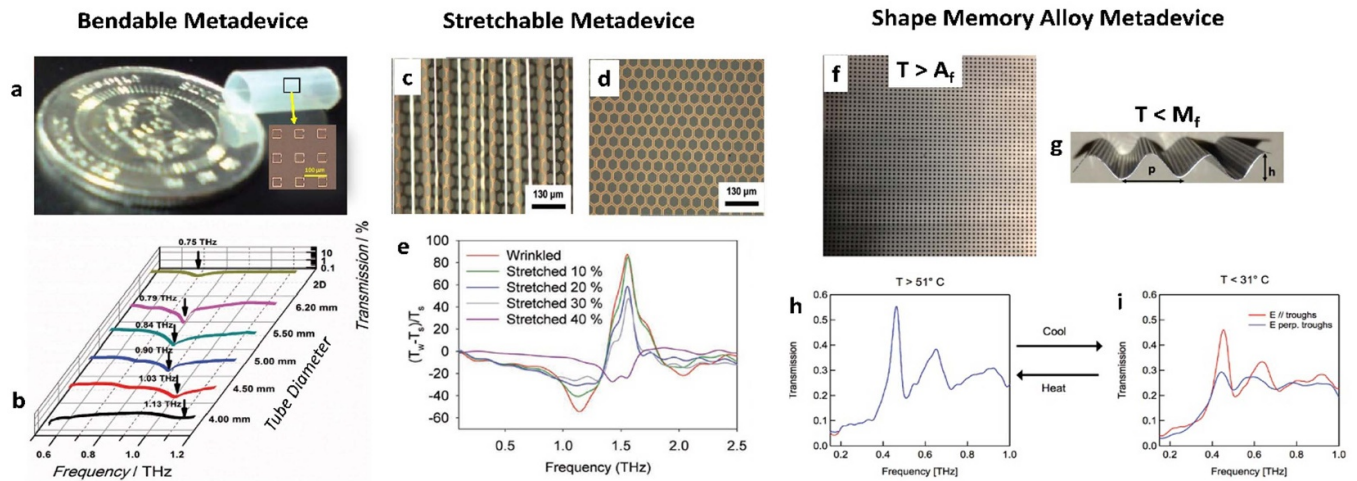 Bendable Metadevice
Stretchable Metadevice
Shape Memory Alloy Metadevice
a
100 µm
c
130 µm
d
130 µm
f
T > Af
T < Mf
g
p
h
b
0.75 THz
0.79 THz
0.84 THz
0.90 THz
1.03 THz
1.13 THz
10
1
0.1
Transmission / %
2D
6.20 mm
5.50 mm
5.00 mm
4.50 mm
4.00 mm
Tube Diameter
0.6
0.8
1.0
1.2
Frequency / THz
e
Wrinkled
Stretched 10 %
Stretched 20 %
Stretched 30 %
Stretched 40 %
(Tw-Ts)/Ts
100
80
60
40
20
0
-20
-40
-60
0.5 1.0 1.5 2.0 2.5
Frequency (THz)
h
T > 51° C
Transmission
0.6
0.5
0.4
0.3
0.2
0.1
0.0
0.2 0.4 0.6 0.8 1.0
Frequency [THz]
Cool
Heat
i
T < 31° C
E // troughs
E perp. troughs
Transmission
0.6
0.5
0.4
0.3
0.2
0.1
0.0
0.2 0.4 0.6 0.8 1.0
Frequency [THz]